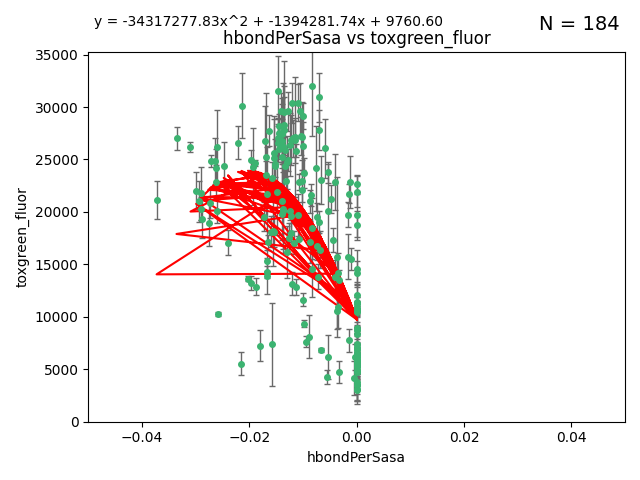 y = -34317277.83x^2 + -1394281.74x + 9760.60
N = 184
hbondPerSasa vs toxgreen_fluor
35000
30000
25000
20000
15000
10000
5000
0
toxgreen_fluor
−0.04
−0.02
0.00
0.02
0.04
hbondPerSasa